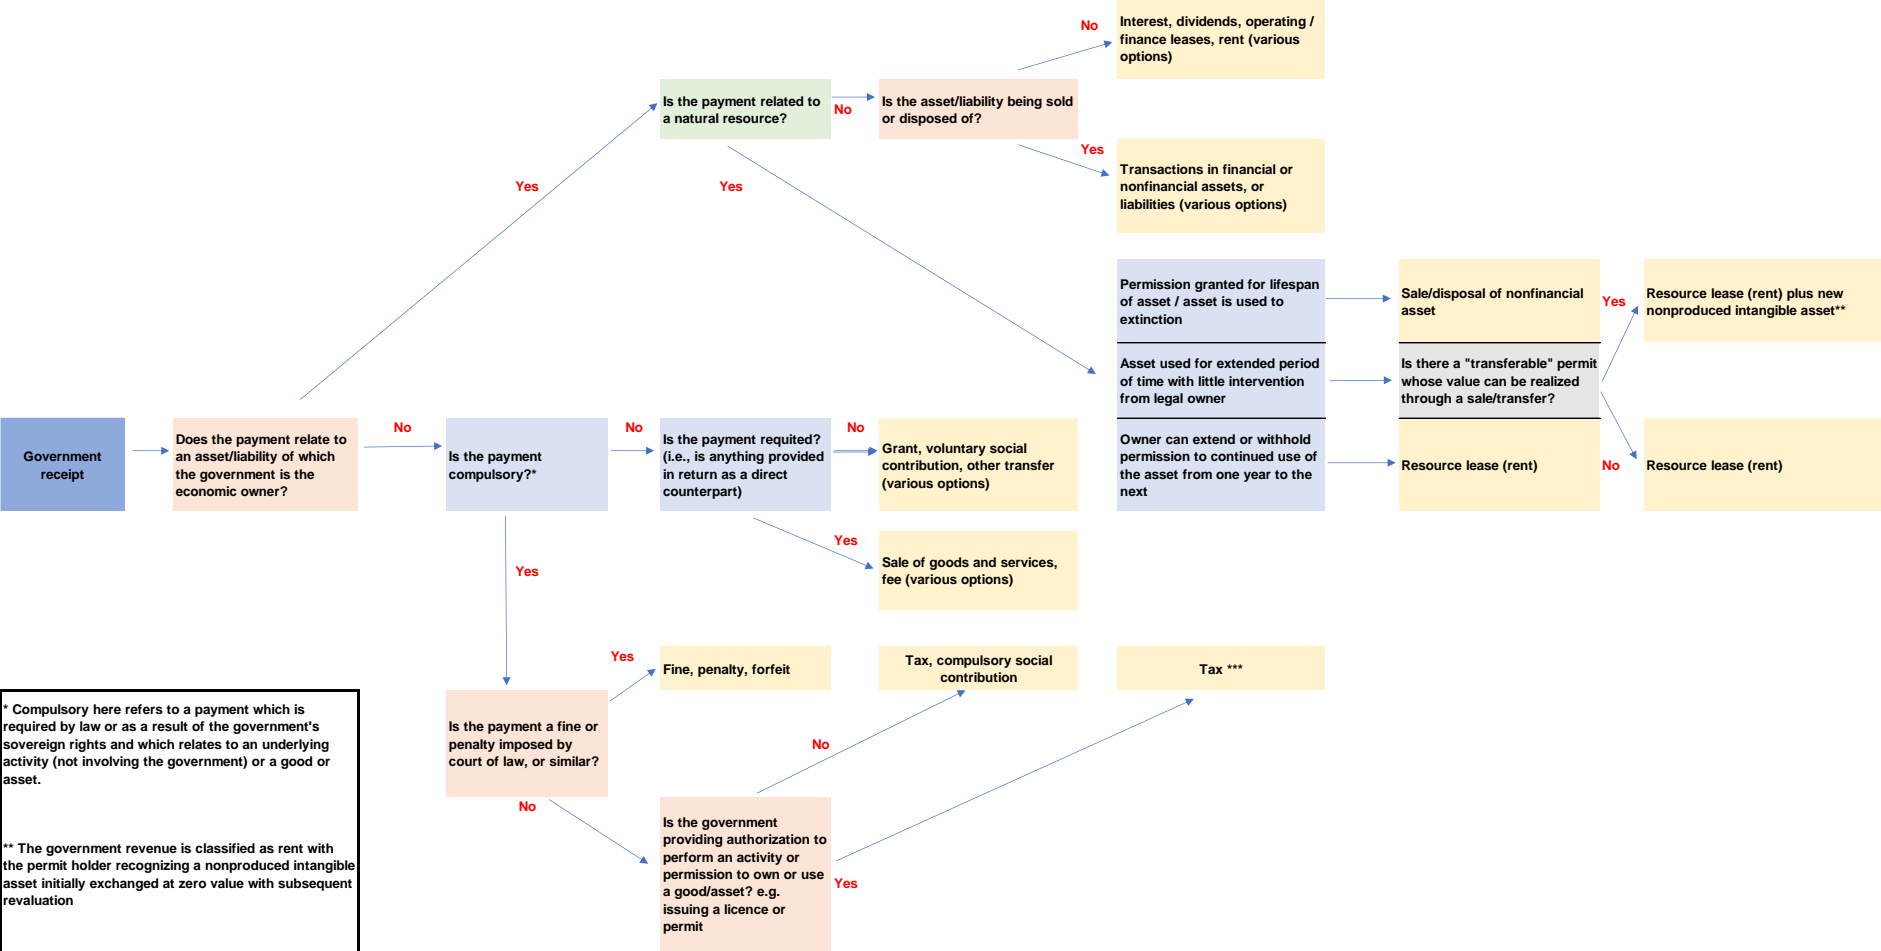 Interest, dividends, operating /
finance leases, rent (various
options)
No
Is the payment related to
a natural resource?
No
Is the asset/liability being sold
or disposed of?
Yes
Transactions in financial or
nonfinancial assets, or
liabilities (various options)
Yes
Yes
Permission granted for lifespan
of asset / asset is used to
extinction
Sale/disposal of nonfinancial
asset
Yes
Resource lease (rent) plus new
nonproduced intangible asset**
Asset used for extended period
of time with little intervention
from legal owner
Is there a "transferable" permit
whose value can be realized
through a sale/transfer?
Owner can extend or withhold
permission to continued use of
the asset from one year to the
next
Resource lease (rent)
No
Resource lease (rent)
Government
receipt
Does the payment relate to
an asset/liability of which
the government is the
economic owner?
No
Is the payment
compulsory?*
No
Is the payment requited?
(i.e., is anything provided
in return as a direct
counterpart)
No
Grant, voluntary social
contribution, other transfer
(various options)
Yes
Sale of goods and services,
fee (various options)
Yes
Yes
Fine, penalty, forfeit
Tax, compulsory social
contribution
Tax ***
Is the payment a fine or
penalty imposed by
court of law, or similar?
No
No
Is the government
providing authorization to
perform an activity or
permission to own or use
a good/asset? e.g.
issuing a licence or
permit
Yes
* Compulsory here refers to a payment which is
required by law or as a result of the government's
sovereign rights and which relates to an underlying
activity (not involving the government) or a good or
asset.
** The government revenue is classified as rent with
the permit holder recognizing a nonproduced intangible
asset initially exchanged at zero value with subsequent
revaluation